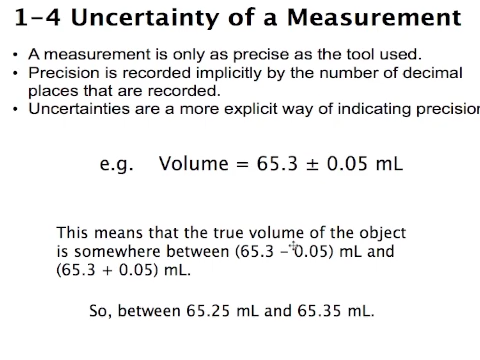 1-4 Uncertainty of a Measurement
• A measurement is only as precise as the tool used.
• Precision is recorded implicitly by the number of decimal
places that are recorded.
• Uncertainties are a more explicit way of indicating precision
e.g. Volume = 65.3 ± 0.05 mL
This means that the true volume of the object
is somewhere between (65.3 - 0.05) mL and
(65.3 + 0.05) mL.
So, between 65.25 mL and 65.35 mL.